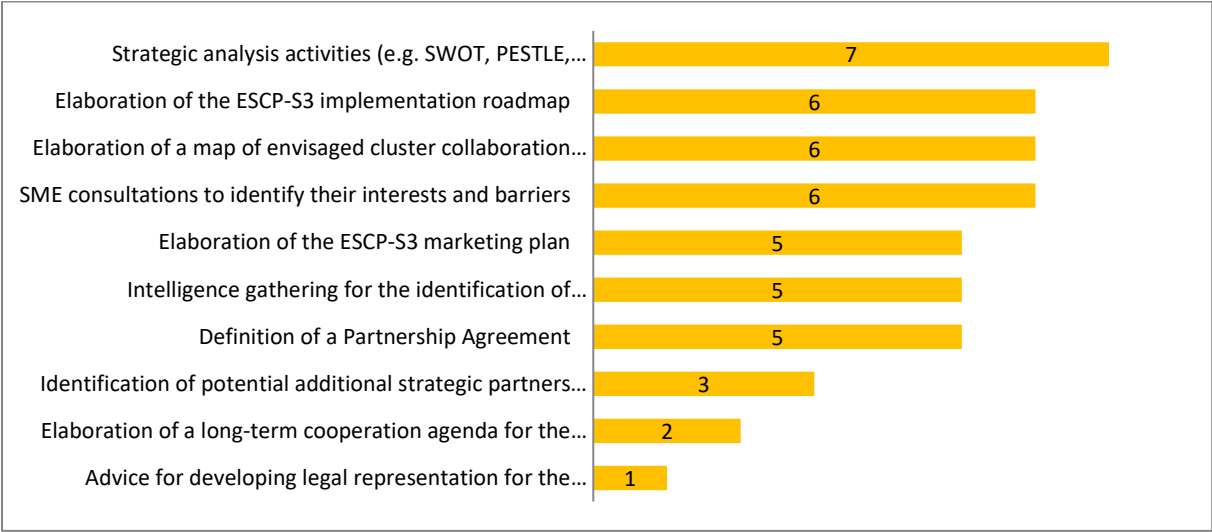 Strategic analysis activities (e.g. SWOT, PESTLE,... 7
Elaboration of the ESCP-S3 implementation roadmap 6
Elaboration of a map of envisaged cluster collaboration... 6
SME consultations to identify their interests and barriers 6
Elaboration of the ESCP-S3 marketing plan 5
Intelligence gathering for the identification of... 5
Definition of a Partnership Agreement 5
Identification of potential additional strategic partners... 3
Elaboration of a long-term cooperation agenda for the... 2
Advice for developing legal representation for the... 1